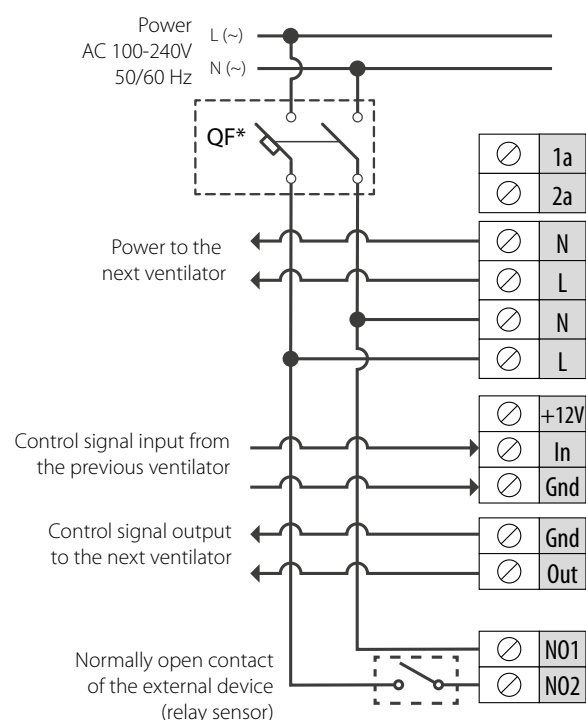 Power
AC 100-240V
50/60 Hz
L (~)
N (~)
QF*
1a
2a
Power to the
next ventilator
N
L
N
L
+12V
Control signal input from
the previous ventilator
In
Gnd
Control signal output
to the next ventilator
Gnd
Out
Normally open contact
of the external device
(relay sensor)
NO1
NO2